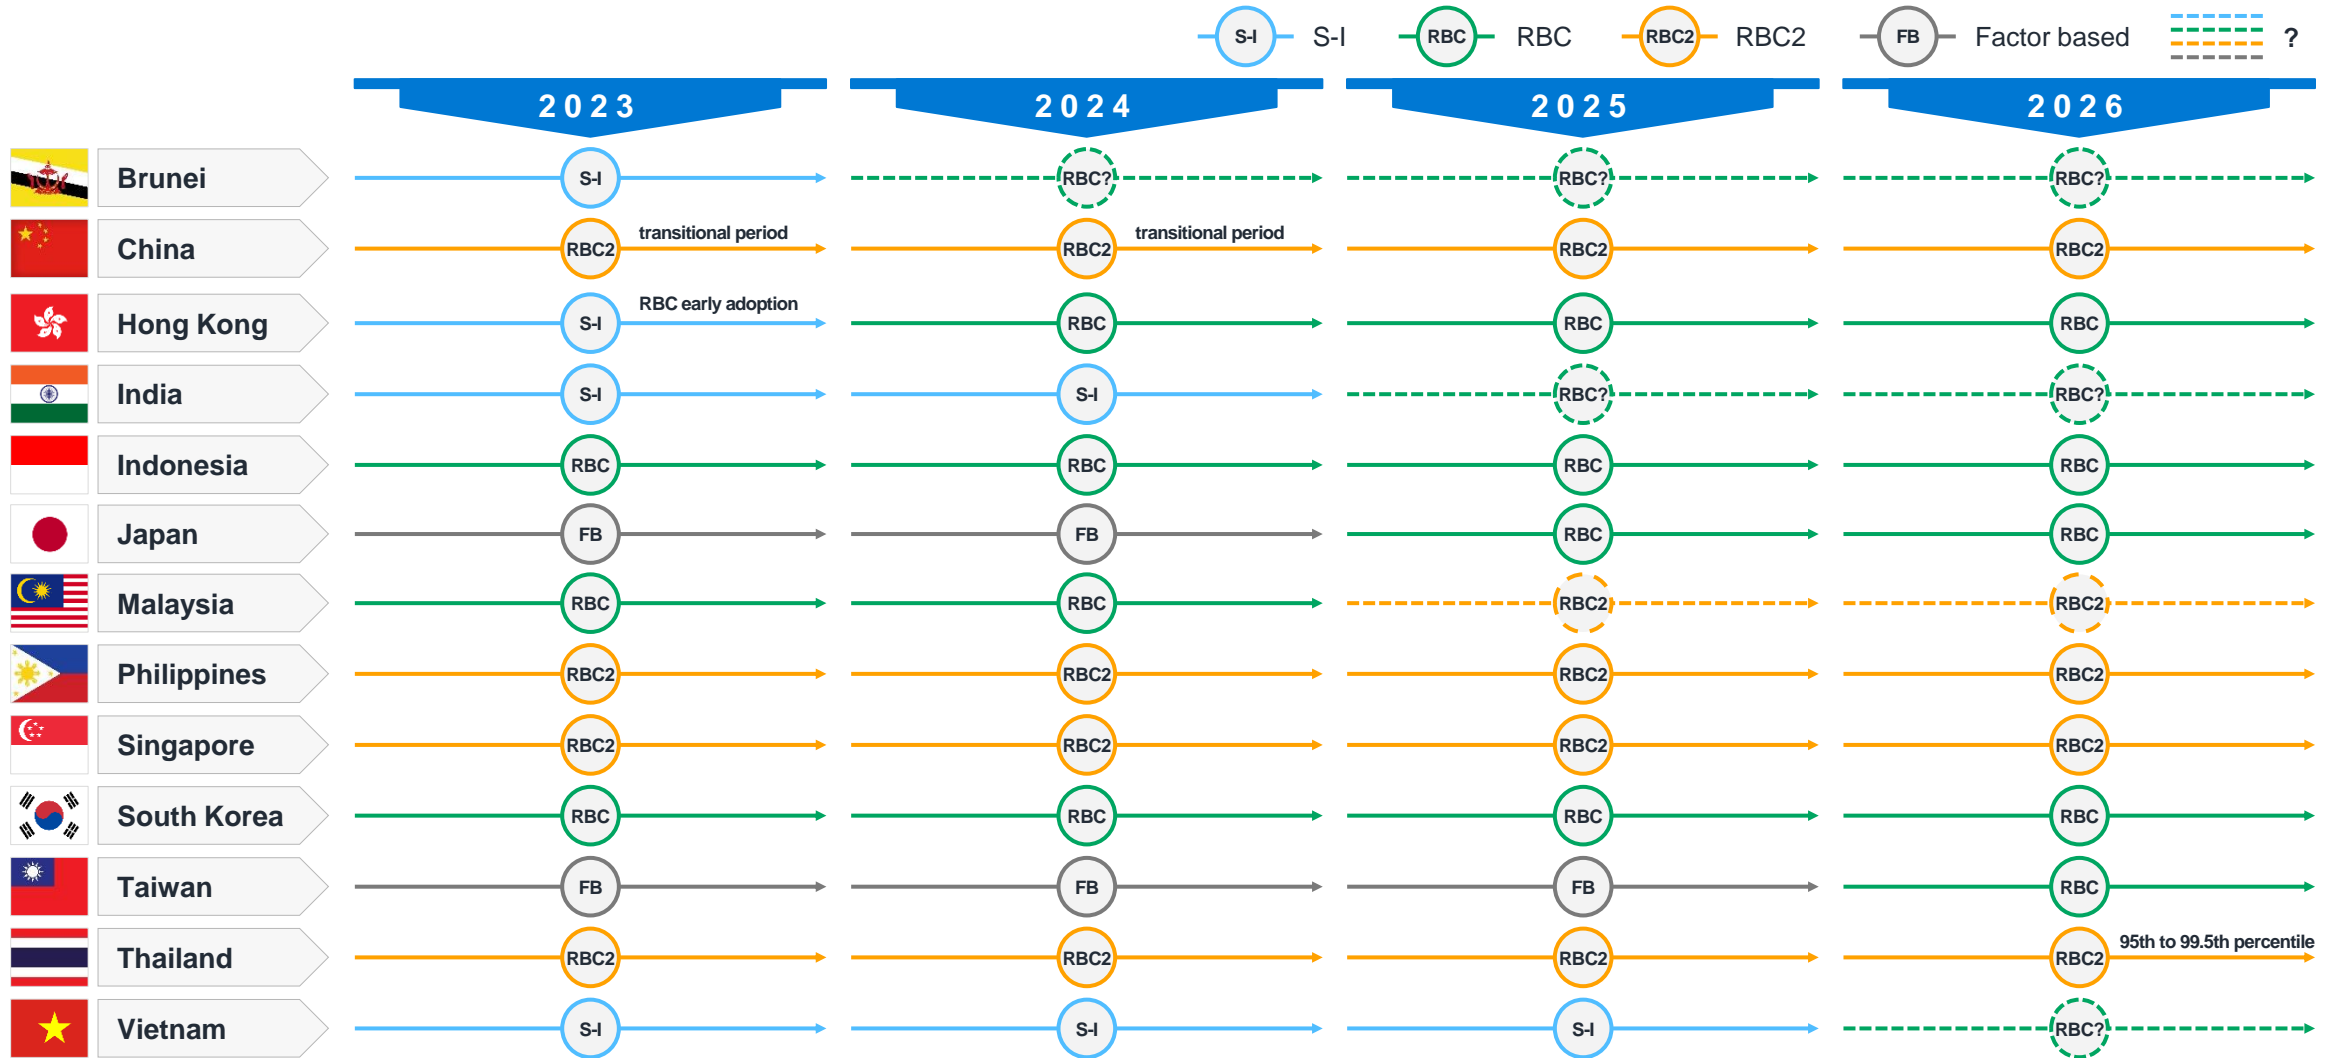 S-I S-I RBC RBC RBC2 RBC2 FB Factor based ?
2023 2024 2025 2026
Brunei S-I RBC? RBC? RBC?
China RBC2 transitional period RBC2 transitional period RBC2 RBC2
Hong Kong S-I RBC early adoption RBC RBC RBC
India S-I S-I RBC? RBC?
Indonesia RBC RBC RBC RBC
Japan FB FB RBC RBC
Malaysia RBC RBC RBC2 RBC2
Philippines RBC2 RBC2 RBC2 RBC2
Singapore RBC2 RBC2 RBC2 RBC2
South Korea RBC RBC RBC RBC
Taiwan FB FB FB RBC
Thailand RBC2 RBC2 RBC2 RBC2 95th to 99.5th percentile
Vietnam S-I S-I S-I RBC?